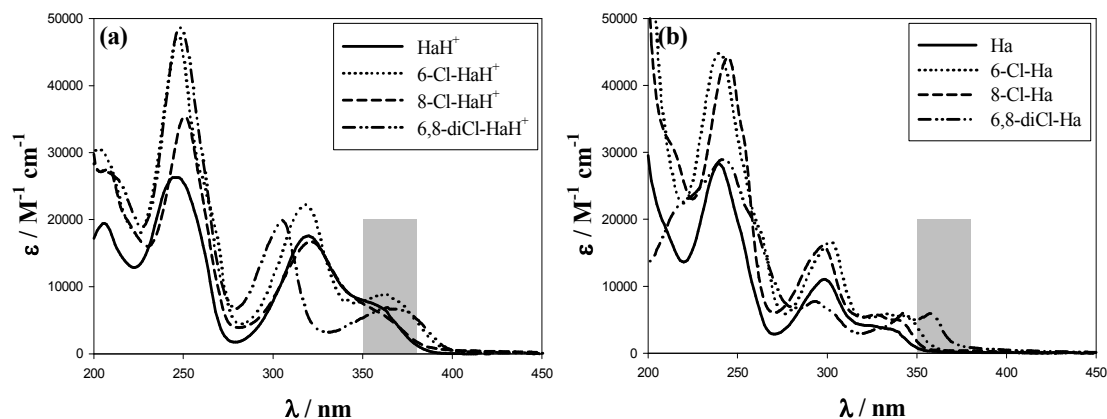 (a)
HaH⁺
6-Cl-HaH⁺
8-Cl-HaH⁺
6,8-diCl-HaH⁺
50000
40000
30000
20000
10000
0
ε / M⁻¹ cm⁻¹
200 250 300 350 400 450
λ / nm
(b)
Ha
6-Cl-Ha
8-Cl-Ha
6,8-diCl-Ha
50000
40000
30000
20000
10000
0
ε / M⁻¹ cm⁻¹
200 250 300 350 400 450
λ / nm